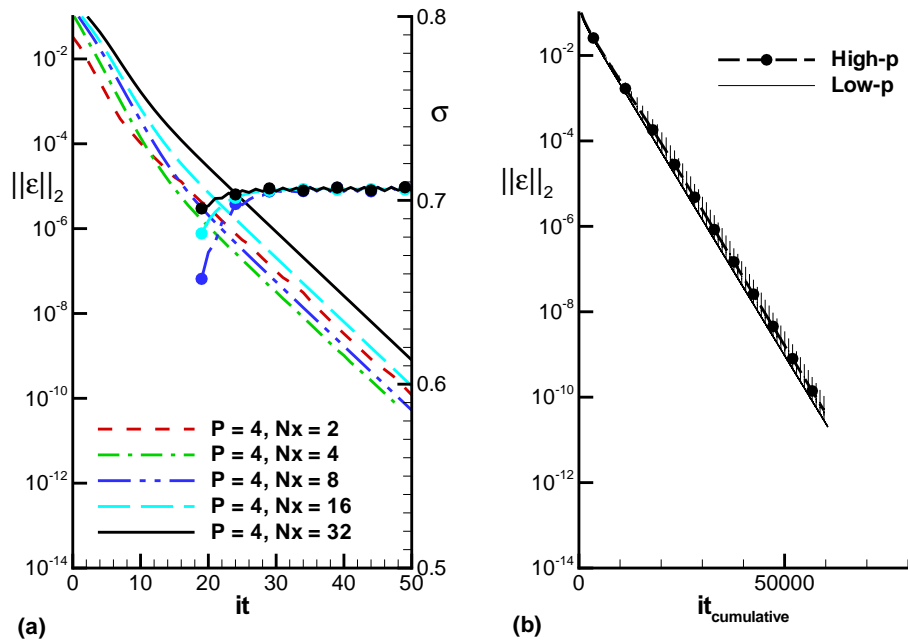 0.8
10^-2
10^-4
10^-6
10^-8
10^-10
10^-12
10^-14
||ε||_2
σ
0.7
0.6
0.5
P = 4, Nx = 2
P = 4, Nx = 4
P = 4, Nx = 8
P = 4, Nx = 16
P = 4, Nx = 32
0 10 20 30 40 50
it
(a)
10^-2
10^-4
10^-6
10^-8
10^-10
10^-12
10^-14
||ε||_2
High-p
Low-p
0 50000
it_cumulative
(b)